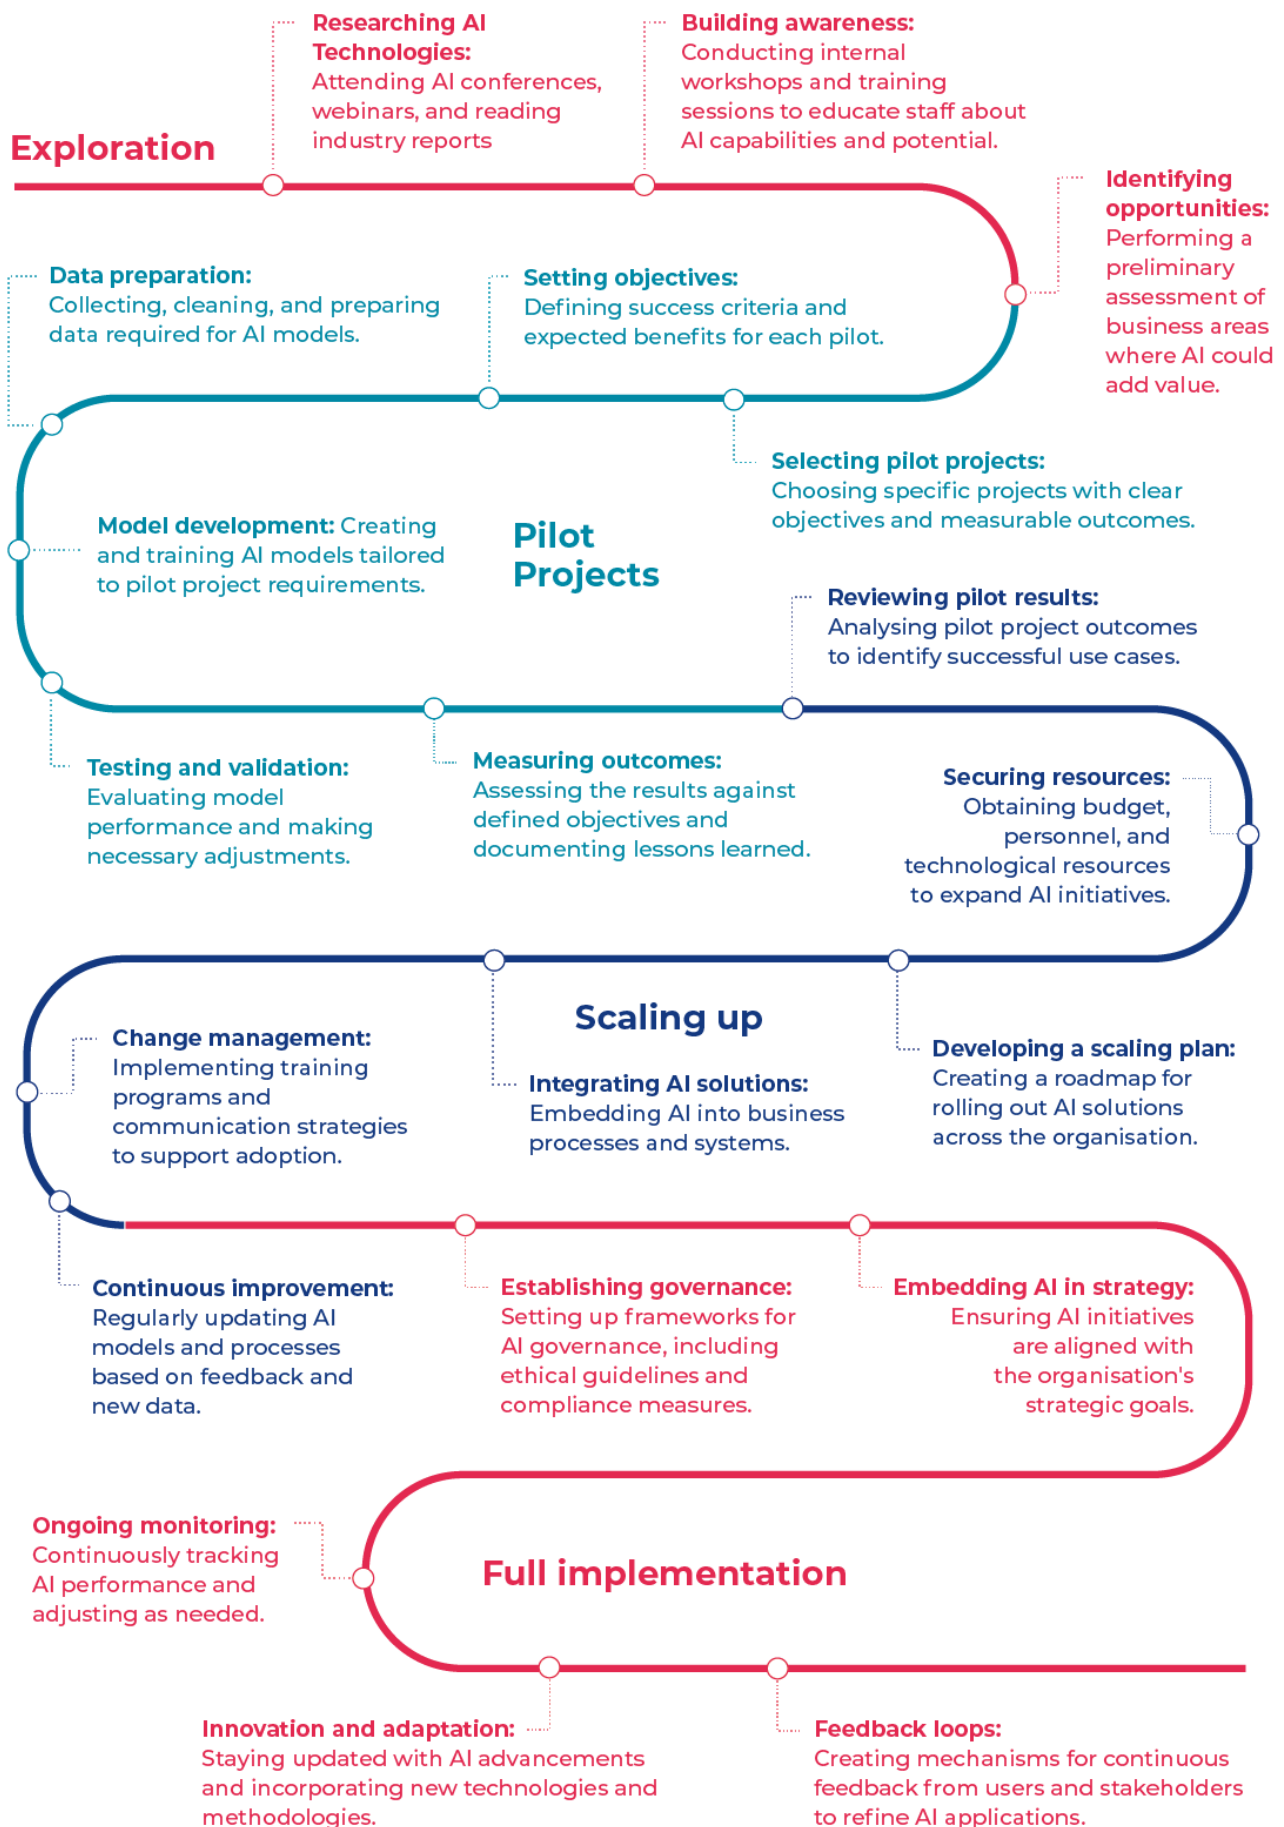 Exploration
Researching AI
Technologies:
Attending AI conferences,
webinars, and reading
industry reports
Building awareness:
Conducting internal
workshops and training
sessions to educate staff about
AI capabilities and potential.
Identifying
opportunities:
Performing a
preliminary
assessment of
business areas
where AI could
add value.
Selecting pilot projects:
Choosing specific projects with clear
objectives and measurable outcomes.
Setting objectives:
Defining success criteria and
expected benefits for each pilot.
Data preparation:
Collecting, cleaning, and preparing
data required for AI models.
Model development: Creating
and training AI models tailored
to pilot project requirements.
Pilot
Projects
Testing and validation:
Evaluating model
performance and making
necessary adjustments.
Measuring outcomes:
Assessing the results against
defined objectives and
documenting lessons learned.
Reviewing pilot results:
Analysing pilot project outcomes
to identify successful use cases.
Securing resources:
Obtaining budget,
personnel, and
technological resources
to expand AI initiatives.
Scaling up
Developing a scaling plan:
Creating a roadmap for
rolling out AI solutions
across the organisation.
Integrating AI solutions:
Embedding AI into business
processes and systems.
Change management:
Implementing training
programs and
communication strategies
to support adoption.
Continuous improvement:
Regularly updating AI
models and processes
based on feedback and
new data.
Establishing governance:
Setting up frameworks for
AI governance, including
ethical guidelines and
compliance measures.
Embedding AI in strategy:
Ensuring AI initiatives
are aligned with
the organisation's
strategic goals.
Full implementation
Ongoing monitoring:
Continuously tracking
AI performance and
adjusting as needed.
Innovation and adaptation:
Staying updated with AI advancements
and incorporating new technologies and
methodologies.
Feedback loops:
Creating mechanisms for continuous
feedback from users and stakeholders
to refine AI applications.